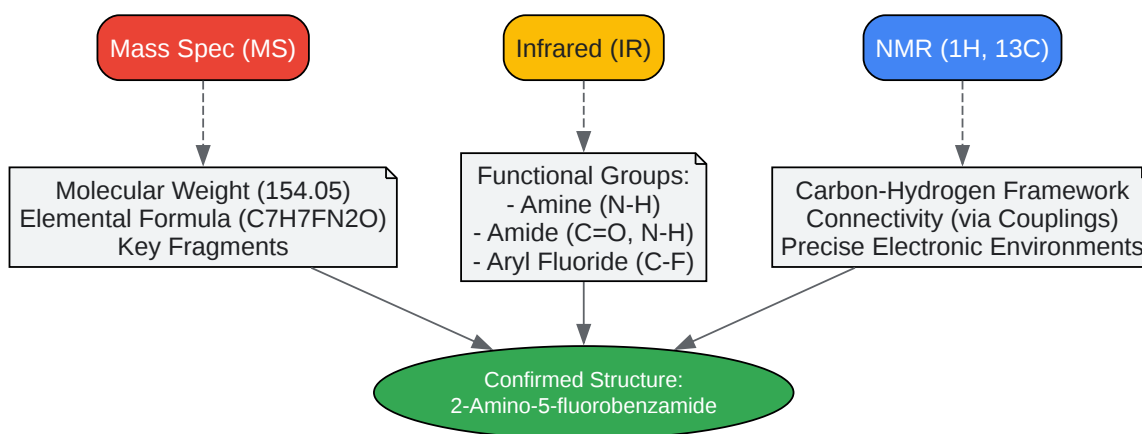 Mass Spec (MS)
Infrared (IR)
NMR (1H, 13C)
Molecular Weight (154.05)
Elemental Formula (C7H7FN2O)
Key Fragments
Functional Groups:
- Amine (N-H)
- Amide (C=O, N-H)
- Aryl Fluoride (C-F)
Carbon-Hydrogen Framework
Connectivity (via Couplings)
Precise Electronic Environments
Confirmed Structure:
2-Amino-5-fluorobenzamide